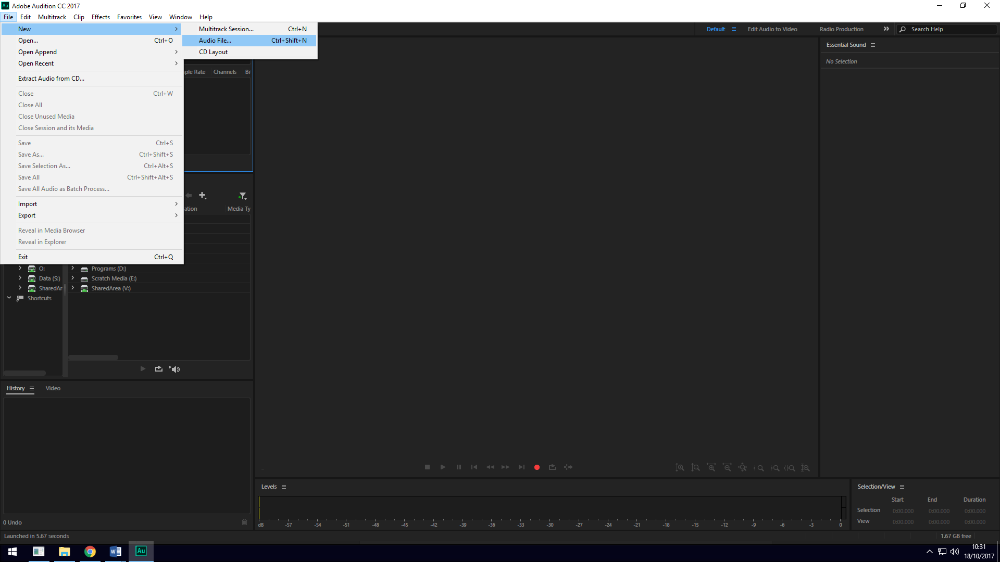 Au Adobe Audition CC 2017
File Edit Multitrack Clip Effects Favorites View Window Help
New
Open... Ctrl+O
Open Append
Open Recent
Extract Audio from CD...
Close Ctrl+W
Close All
Close Unused Media
Close Session and its Media
Save Ctrl+S
Save As... Ctrl+Shift+S
Save Selection As... Ctrl+Alt+S
Save All Ctrl+Shift+Alt+S
Save All Audio as Batch Process...
Import
Export
Reveal in Media Browser
Reveal in Explorer
Exit Ctrl+Q
Multitrack Session... Ctrl+N
Audio File... Ctrl+Shift+N
CD Layout
Default Edit Audio to Video Radio Production Search Help
Essential Sound
No Selection
ple Rate Channels Bi
ation Media Ty
O:
Data (S:)
SharedAr
Shortcuts
Programs (D:)
Scratch Media (E:)
SharedArea (V:)
History Video
0 Undo
Levels
dB -57 -54 -51 -48 -45 -42 -39 -36 -33 -30 -27 -24 -21 -18 -15 -12 -9 -6 -3 0
Selection/View
Start End Duration
Selection 0:00.000 0:00.000 0:00.000
View 0:00.000 0:00.000 0:00.000
Launched in 5.67 seconds
1.67 GB free
Au
10:31
18/10/2017